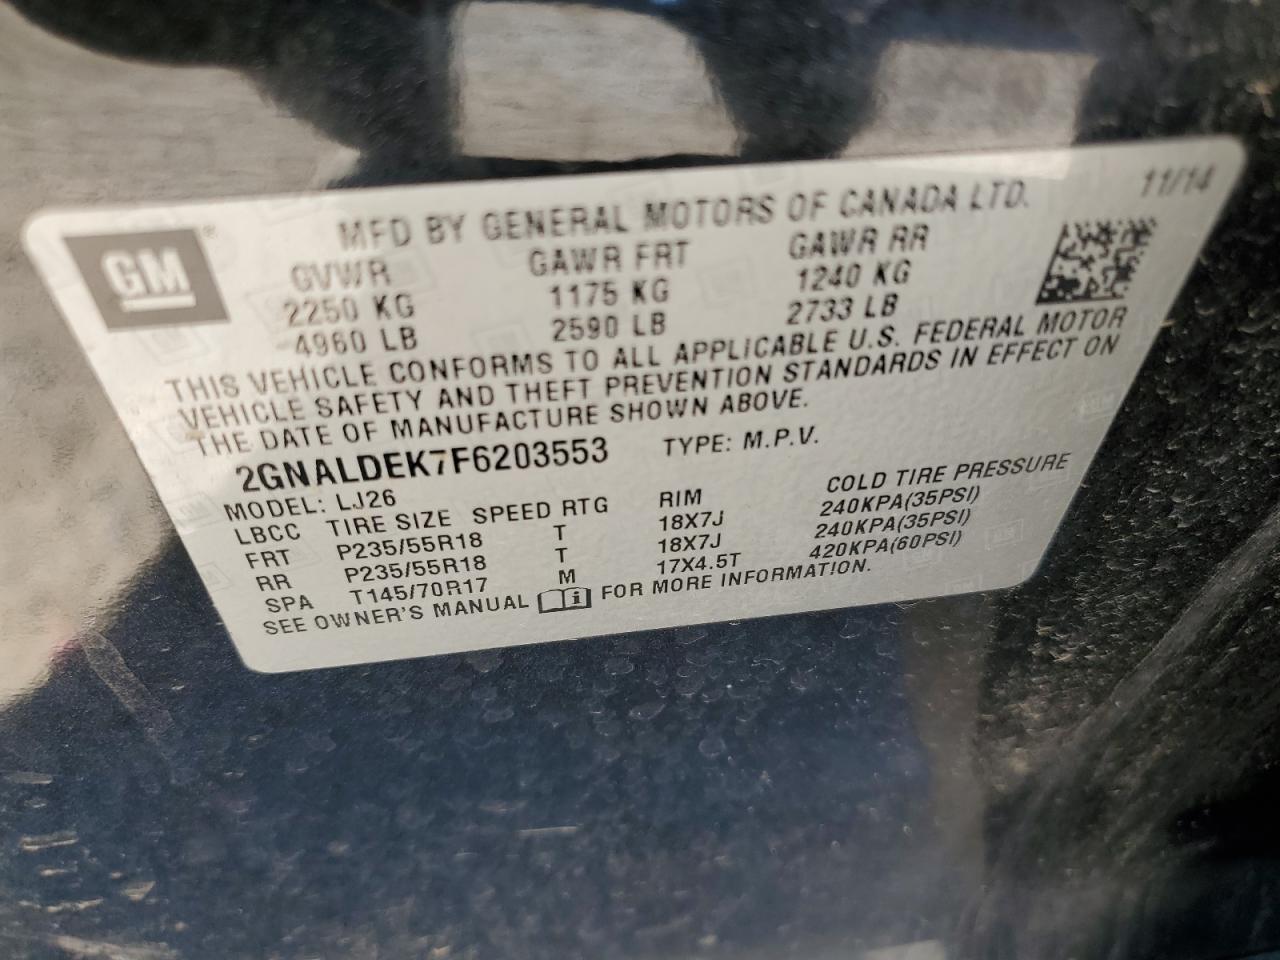 GM®
MFD BY GENERAL MOTORS OF CANADA LTD. 11/14
GVWR GAWR FRT GAWR RR
2250 KG 1175 KG 1240 KG
4960 LB 2590 LB 2733 LB
THIS VEHICLE CONFORMS TO ALL APPLICABLE U.S. FEDERAL MOTOR
VEHICLE SAFETY AND THEFT PREVENTION STANDARDS IN EFFECT ON
THE DATE OF MANUFACTURE SHOWN ABOVE.
2GNALDEK7F6203553 TYPE: M.P.V.
MODEL: LJ26
LBCC TIRE SIZE SPEED RTG RIM COLD TIRE PRESSURE
FRT P235/55R18 T 18X7J 240KPA(35PSI)
RR P235/55R18 T 18X7J 240KPA(35PSI)
SPA T145/70R17 M 17X4.5T 420KPA(60PSI)
SEE OWNER'S MANUAL i FOR MORE INFORMATION.